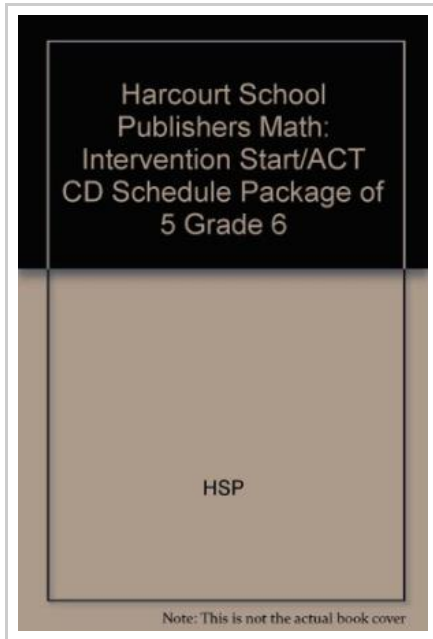 Harcourt School
Publishers Math:
Intervention Start/ACT
CD Schedule Package of
5 Grade 6
HSP
Note: This is not the actual book cover